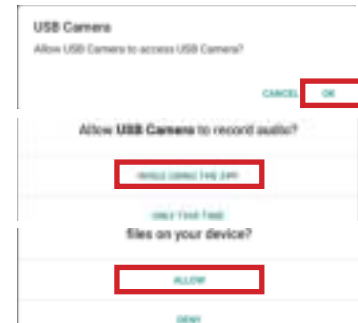 USB Camera
Allow USB Camera to access USB Camera?
CANCEL OK
Allow USB Camera to record audio?
WHILE USING THE APP
ONLY THIS TIME
files on your device?
ALLOW
DENY